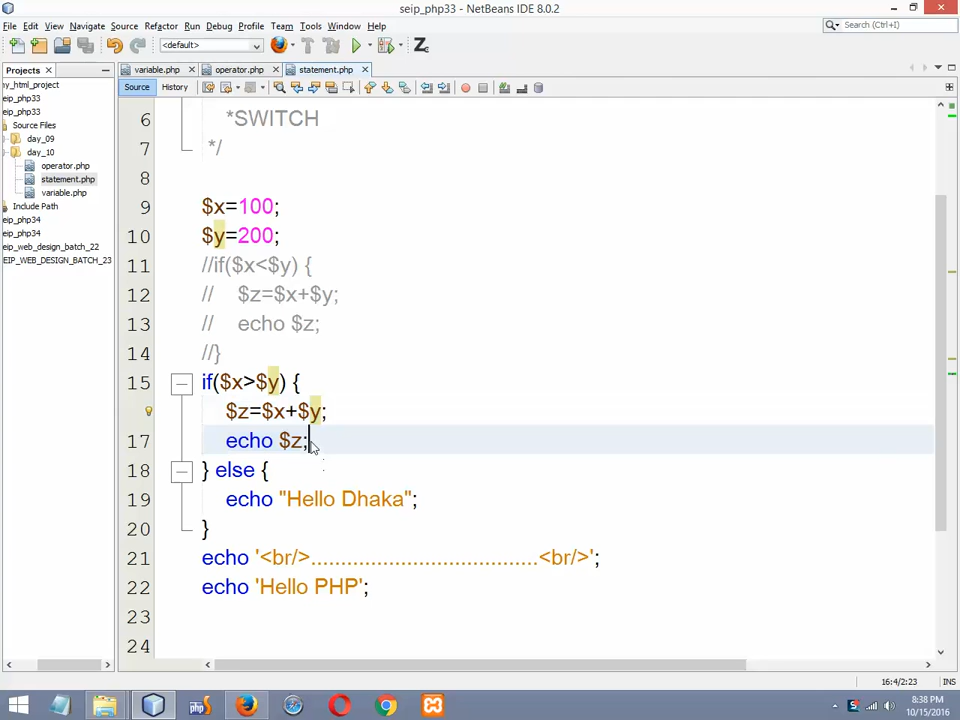 seip_php33 - NetBeans IDE 8.0.2
File Edit View Navigate Source Refactor Run Debug Profile Team Tools Window Help
Search (Ctrl+I)
<default>
Projects
variable.php
operator.php
statement.php
Source History
ny_html_project
eip_php33
eip_php33
Source Files
day_09
day_10
operator.php
statement.php
variable.php
Include Path
eip_php34
eip_php34
eip_web_design_batch_22
EIP_WEB_DESIGN_BATCH_23
6 *SWITCH
7 */
8
9 $x=100;
10 $y=200;
11 //if($x<$y) {
12 // $z=$x+$y;
13 // echo $z;
14 //}
15 if($x>$y) {
$z=$x+$y;
17 echo $z;
18 } else {
19 echo "Hello Dhaka";
20 }
21 echo '<br/>......................................<br/>';
22 echo 'Hello PHP';
23
24
16:4/2:23 INS
php
8:38 PM
10/15/2016